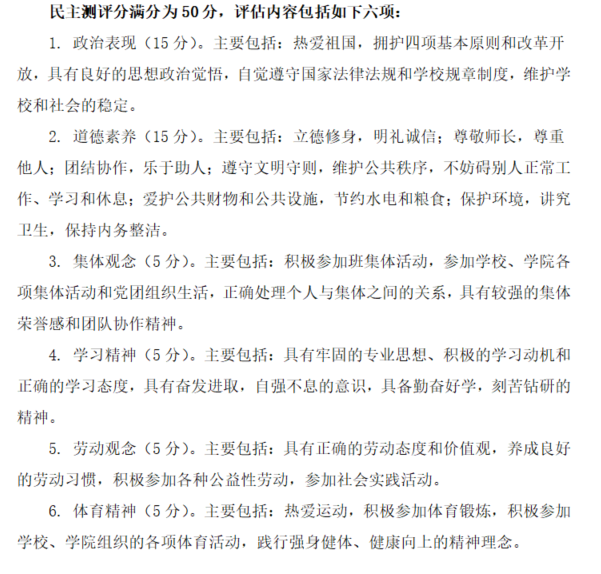 民主测评分满分为 50 分，评估内容包括如下六项：
1. 政治表现（15 分）。主要包括：热爱祖国，拥护四项基本原则和改革开
放，具有良好的思想政治觉悟，自觉遵守国家法律法规和学校规章制度，维护学
校和社会的稳定。
2. 道德素养（15 分）。主要包括：立德修身，明礼诚信；尊敬师长，尊重
他人；团结协作，乐于助人；遵守文明守则，维护公共秩序，不妨碍别人正常工
作、学习和休息；爱护公共财物和公共设施，节约水电和粮食；保护环境，讲究
卫生，保持内务整洁。
3. 集体观念（5 分）。主要包括：积极参加班集体活动，参加学校、学院各
项集体活动和党团组织生活，正确处理个人与集体之间的关系，具有较强的集体
荣誉感和团队协作精神。
4. 学习精神（5 分）。主要包括：具有牢固的专业思想、积极的学习动机和
正确的学习态度，具有奋发进取，自强不息的意识，具备勤奋好学，刻苦钻研的
精神。
5. 劳动观念（5 分）。主要包括：具有正确的劳动态度和价值观，养成良好
的劳动习惯，积极参加各种公益性劳动，参加社会实践活动。
6. 体育精神（5 分）。主要包括：热爱运动，积极参加体育锻炼，积极参加
学校、学院组织的各项体育活动，践行强身健体、健康向上的精神理念。